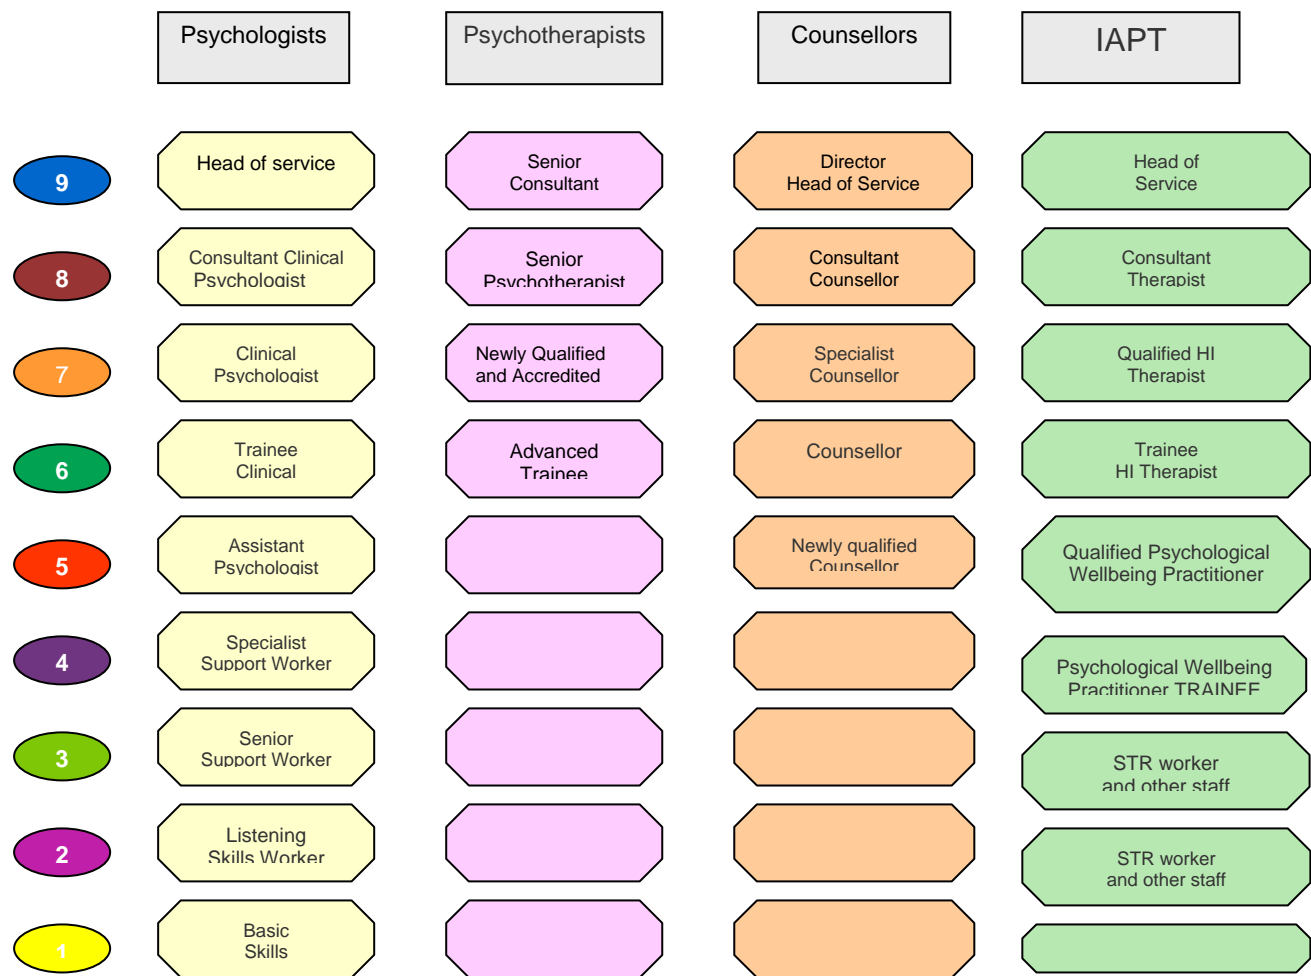 Psychologists
Psychotherapists
Counsellors
IAPT
9
Head of service
Senior
Consultant
Director
Head of Service
Head of
Service
8
Consultant Clinical
Psychologist
Senior
Psychotherapist
Consultant
Counsellor
Consultant
Therapist
7
Clinical
Psychologist
Newly Qualified
and Accredited
Specialist
Counsellor
Qualified HI
Therapist
6
Trainee
Clinical
Advanced
Trainee
Counsellor
Trainee
HI Therapist
5
Assistant
Psychologist
Newly qualified
Counsellor
Qualified Psychological
Wellbeing Practitioner
4
Specialist
Support Worker
Psychological Wellbeing
Practitioner TRAINEE
3
Senior
Support Worker
STR worker
and other staff
2
Listening
Skills Worker
STR worker
and other staff
1
Basic
Skills